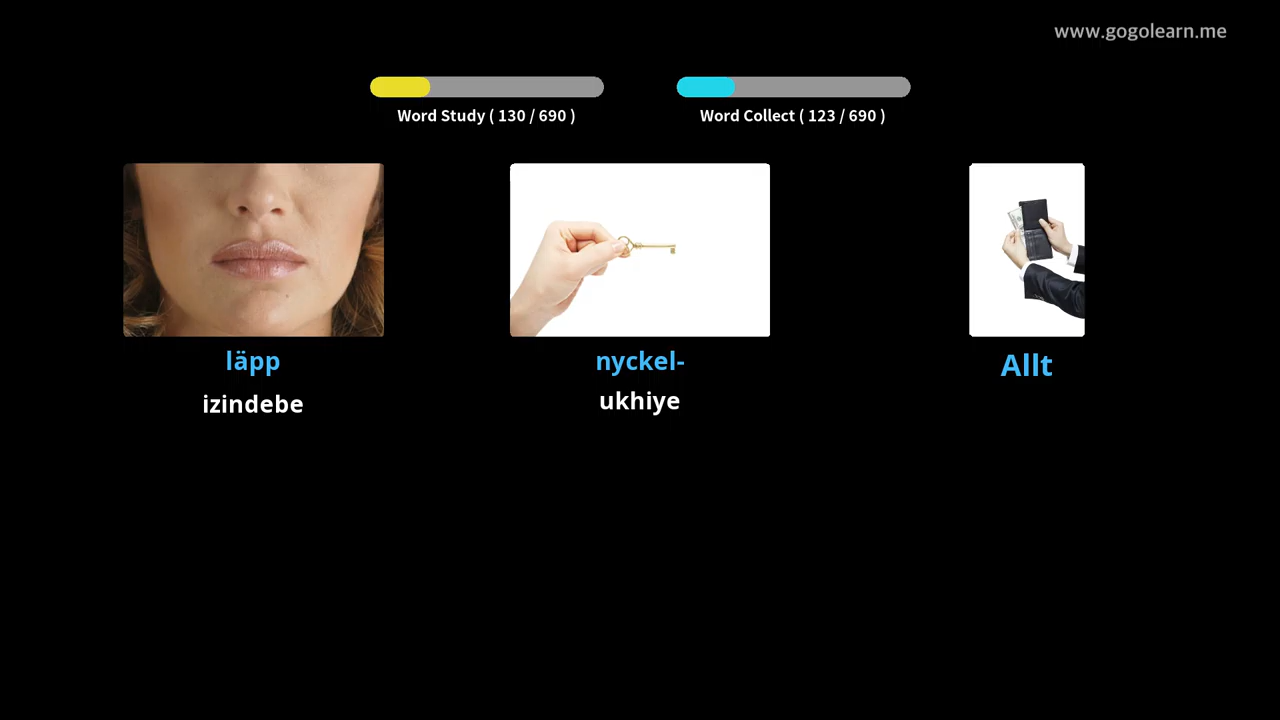 www.gogolearn.me
Word Study ( 130 / 690 )
Word Collect ( 123 / 690 )
läpp
nyckel-
Allt
izindebe
ukhiye